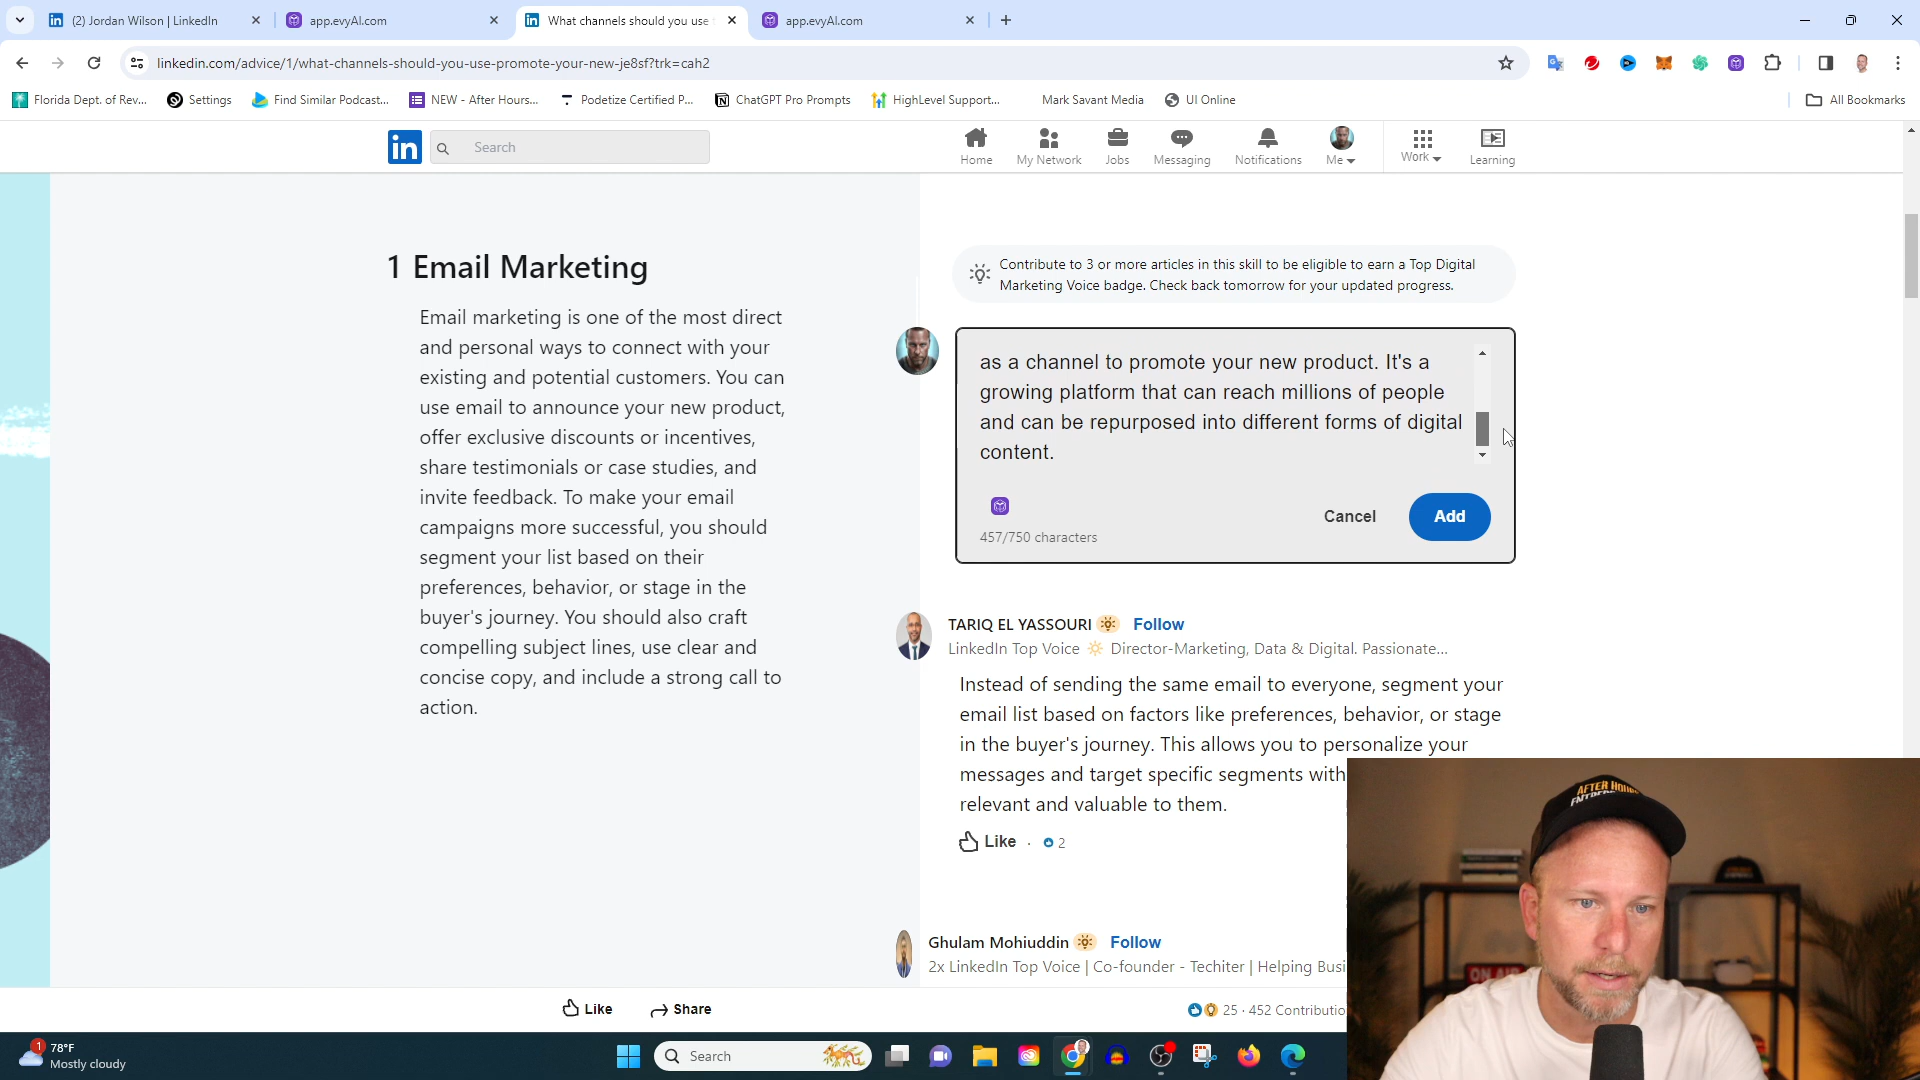 (2) Jordan Wilson | LinkedIn
app.evyAI.com
What channels should you use
app.evyAI.com
linkedin.com/advice/1/what-channels-should-you-use-promote-your-new-je8sf?trk=cah2
Florida Dept. of Rev...
Settings
Find Similar Podcast...
NEW - After Hours...
Podetize Certified P...
ChatGPT Pro Prompts
HighLevel Support...
Mark Savant Media
UI Online
All Bookmarks
in
Search
Home
My Network
Jobs
Messaging
Notifications
Me
Work
Learning
1 Email Marketing
Email marketing is one of the most direct
and personal ways to connect with your
existing and potential customers. You can
use email to announce your new product,
offer exclusive discounts or incentives,
share testimonials or case studies, and
invite feedback. To make your email
campaigns more successful, you should
segment your list based on their
preferences, behavior, or stage in the
buyer's journey. You should also craft
compelling subject lines, use clear and
concise copy, and include a strong call to
action.
Contribute to 3 or more articles in this skill to be eligible to earn a Top Digital
Marketing Voice badge. Check back tomorrow for your updated progress.
as a channel to promote your new product. It's a
growing platform that can reach millions of people
and can be repurposed into different forms of digital
content.
Cancel
Add
457/750 characters
TARIQ EL YASSOURI
Follow
LinkedIn Top Voice
Director-Marketing, Data & Digital. Passionate...
Instead of sending the same email to everyone, segment your
email list based on factors like preferences, behavior, or stage
in the buyer's journey. This allows you to personalize your
messages and target specific segments with
relevant and valuable to them.
Like
2
Ghulam Mohiuddin
Follow
2x LinkedIn Top Voice | Co-founder - Techiter | Helping Busi
Like
Share
25 · 452 Contributio
AFTER HOU
ON AIR
1
78°F
Mostly cloudy
Search